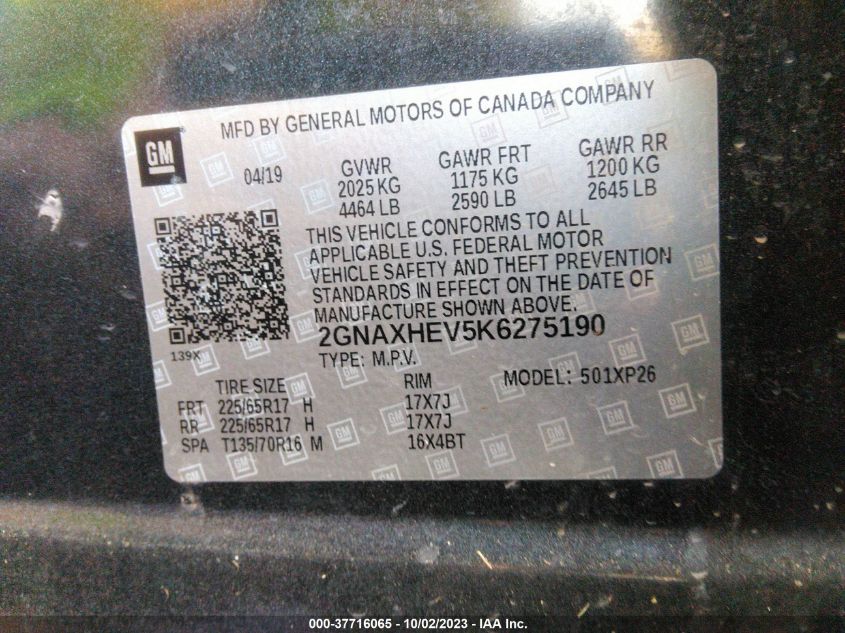 MFD BY GENERAL MOTORS OF CANADA COMPANY
GM
04/19
GVWR GAWR FRT GAWR RR
2025 KG 1175 KG 1200 KG
4464 LB 2590 LB 2645 LB
THIS VEHICLE CONFORMS TO ALL
APPLICABLE U.S. FEDERAL MOTOR
VEHICLE SAFETY AND THEFT PREVENTION
STANDARDS IN EFFECT ON THE DATE OF
MANUFACTURE SHOWN ABOVE.
2GNAXHEV5K6275190
139X
TYPE: M.P.V.
MODEL: 501XP26
TIRE SIZE RIM
FRT 225/65R17 H 17X7J
RR 225/65R17 H 17X7J
SPA T135/70R16 M 16X4BT
000-37716065 - 10/02/2023 - IAA Inc.